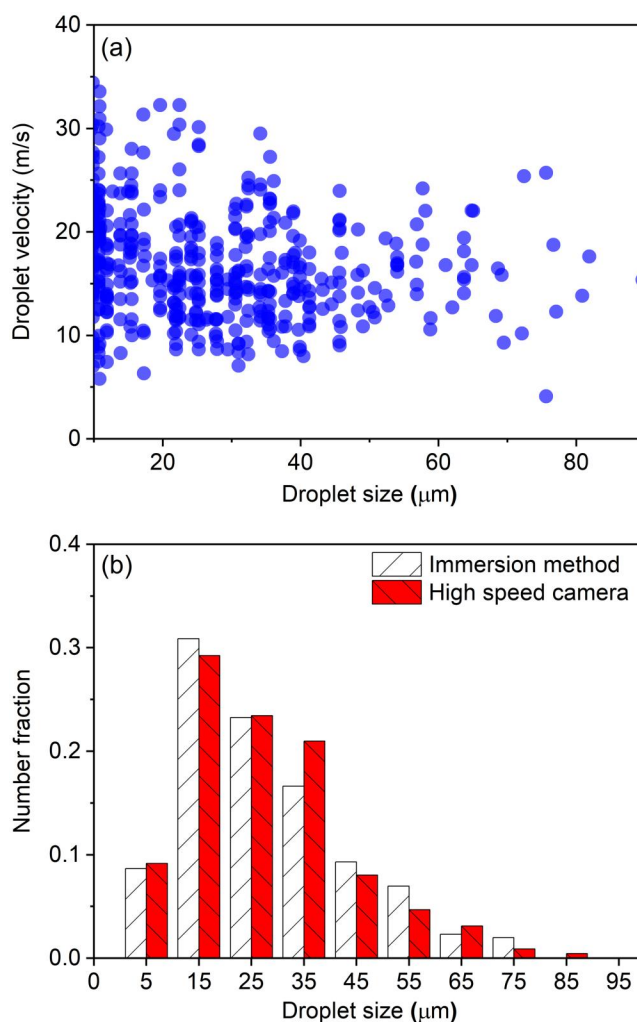 (a)
Droplet velocity (m/s)
40
30
20
10
0
20 40 60 80
Droplet size (μm)
(b)
Immersion method
High speed camera
Number fraction
0.4
0.3
0.2
0.1
0.0
0 5 15 25 35 45 55 65 75 85 95
Droplet size (μm)